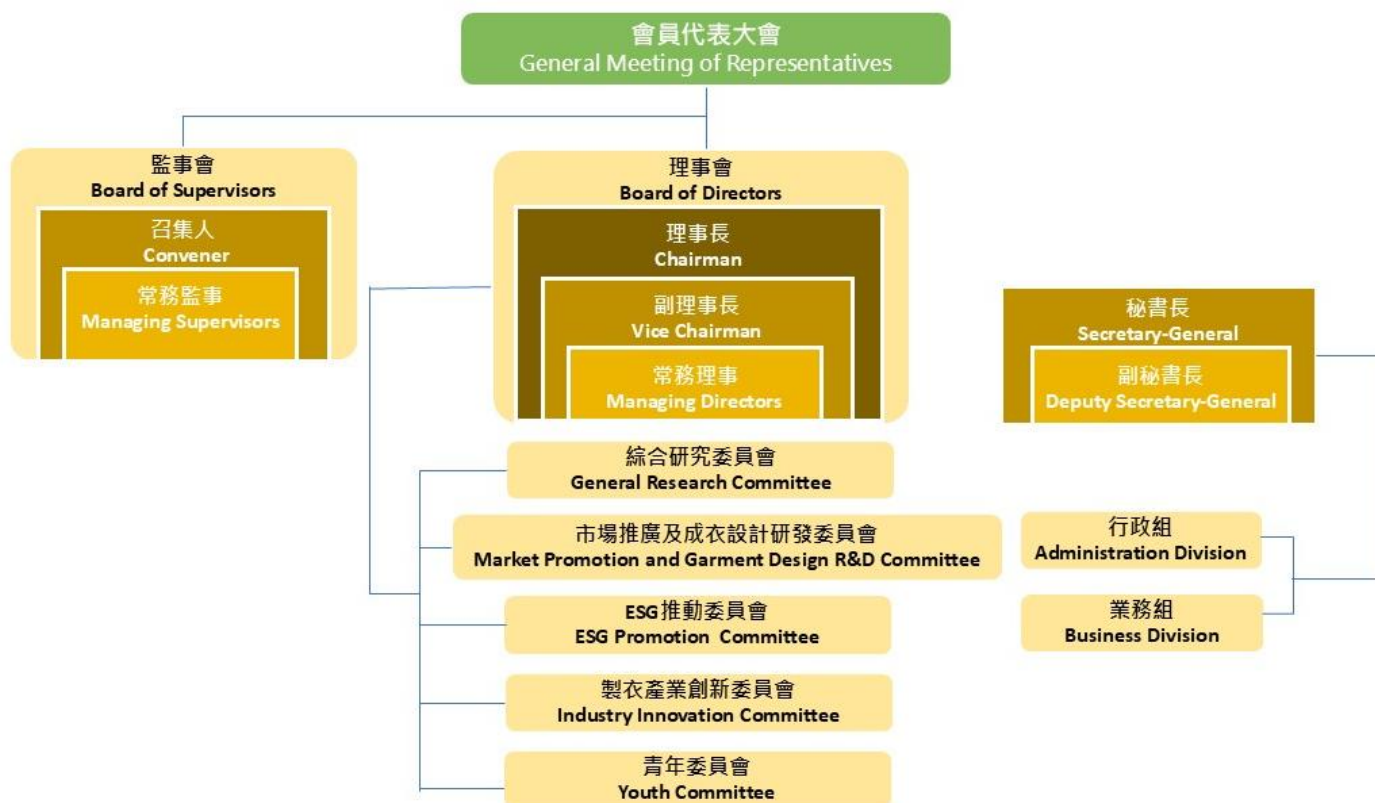 會員代表大會
General Meeting of Representatives
監事會
Board of Supervisors
召集人
Convener
常務監事
Managing Supervisors
理事會
Board of Directors
理事長
Chairman
副理事長
Vice Chairman
常務理事
Managing Directors
秘書長
Secretary-General
副秘書長
Deputy Secretary-General
綜合研究委員會
General Research Committee
市場推廣及成衣設計研發委員會
Market Promotion and Garment Design R&D Committee
ESG推動委員會
ESG Promotion Committee
製衣產業創新委員會
Industry Innovation Committee
青年委員會
Youth Committee
行政組
Administration Division
業務組
Business Division